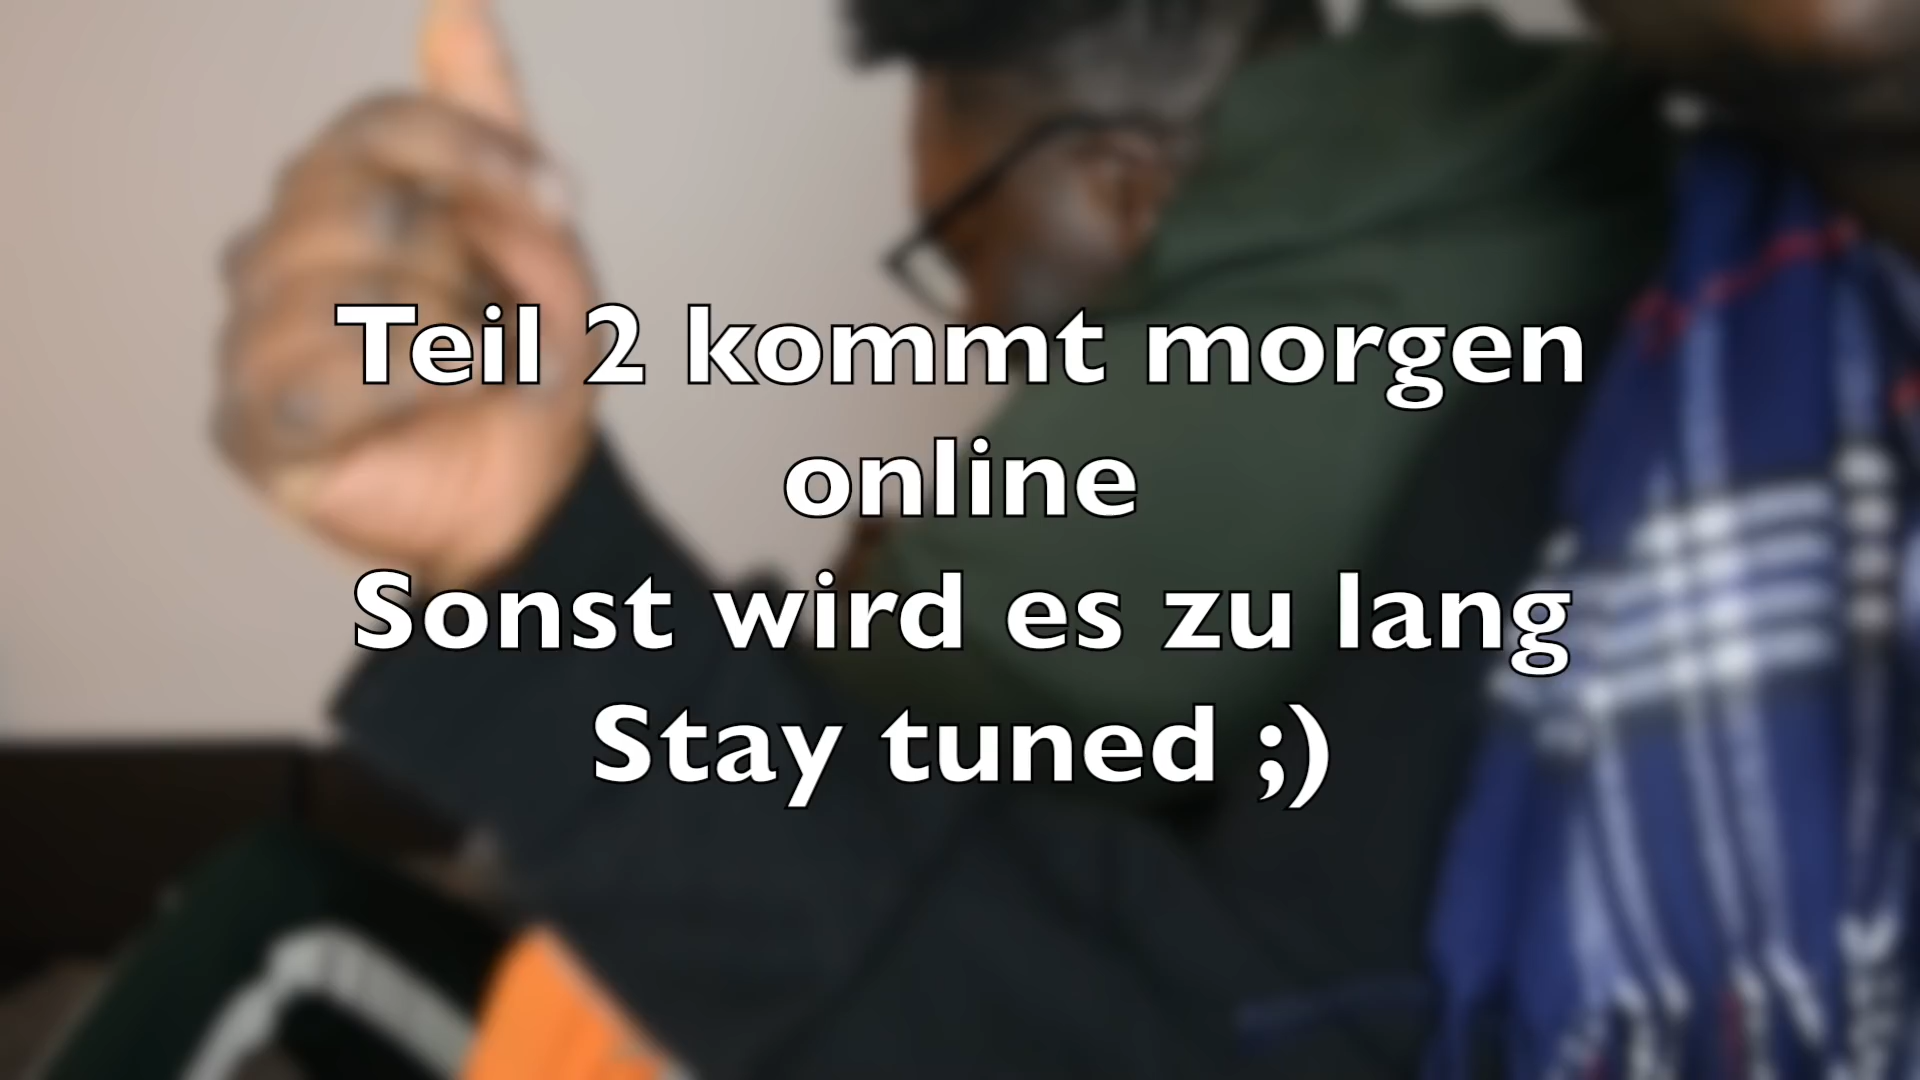 Teil 2 kommt morgen
online
Sonst wird es zu lang
Stay tuned ;)